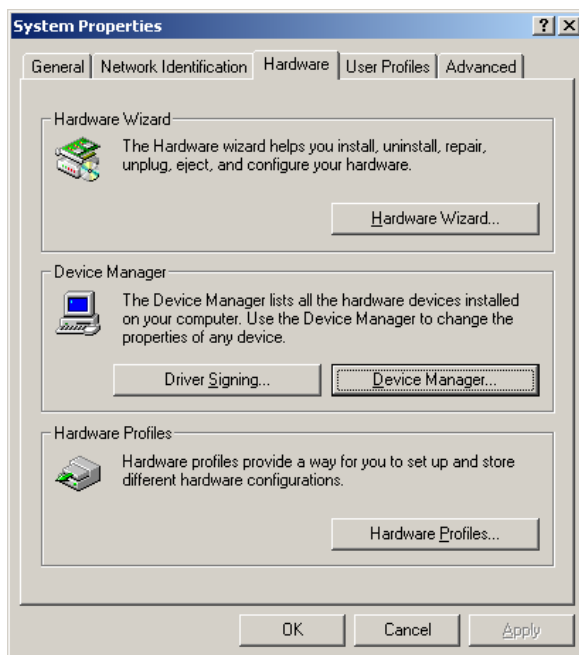 System Properties
General
Network Identification
Hardware
User Profiles
Advanced
Hardware Wizard
The Hardware wizard helps you install, uninstall, repair,
unplug, eject, and configure your hardware.
Hardware Wizard...
Device Manager
The Device Manager lists all the hardware devices installed
on your computer. Use the Device Manager to change the
properties of any device.
Driver Signing...
Device Manager...
Hardware Profiles
Hardware profiles provide a way for you to set up and store
different hardware configurations.
Hardware Profiles...
OK
Cancel
Apply